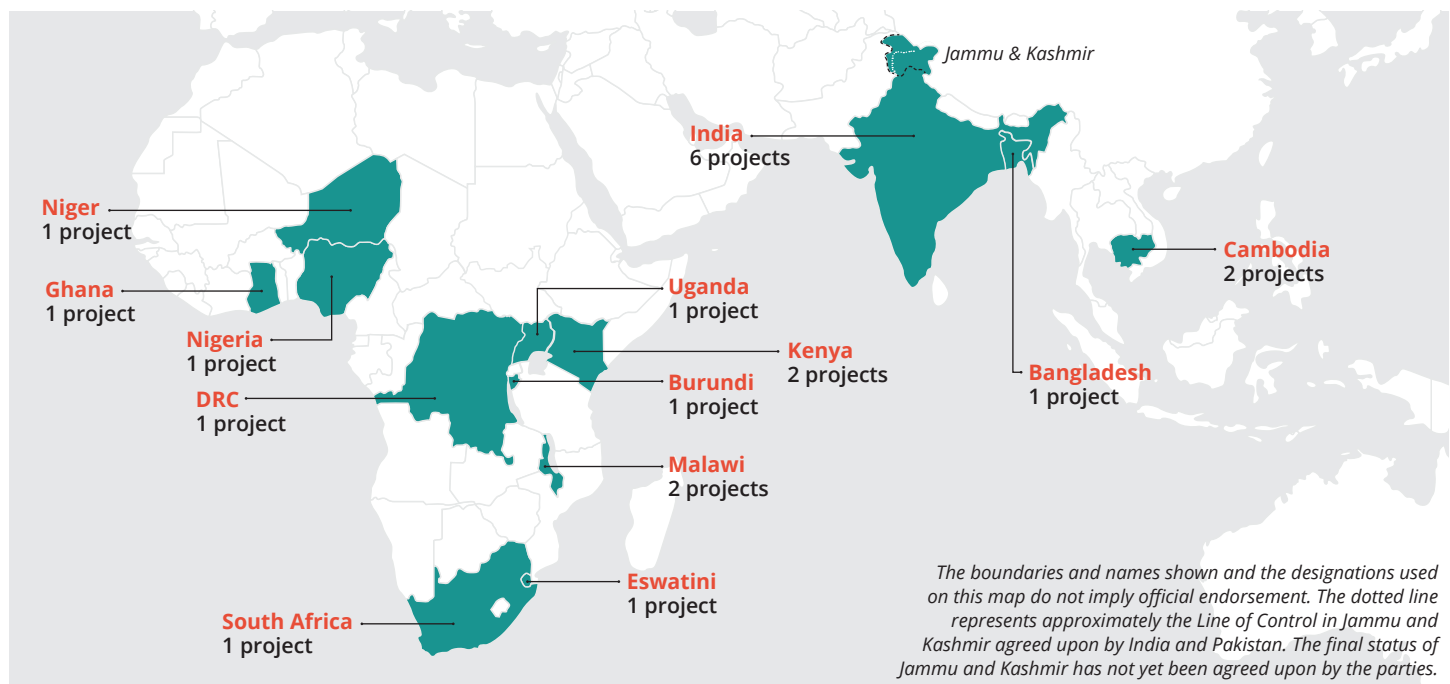 Jammu & Kashmir
India
6 projects
Niger
1 project
Ghana
1 project
Nigeria
1 project
DRC
1 project
Uganda
1 project
Kenya
2 projects
Burundi
1 project
Malawi
2 projects
Eswatini
1 project
South Africa
1 project
Cambodia
2 projects
Bangladesh
1 project
The boundaries and names shown and the designations used
on this map do not imply official endorsement. The dotted line
represents approximately the Line of Control in Jammu and
Kashmir agreed upon by India and Pakistan. The final status of
Jammu and Kashmir has not yet been agreed upon by the parties.